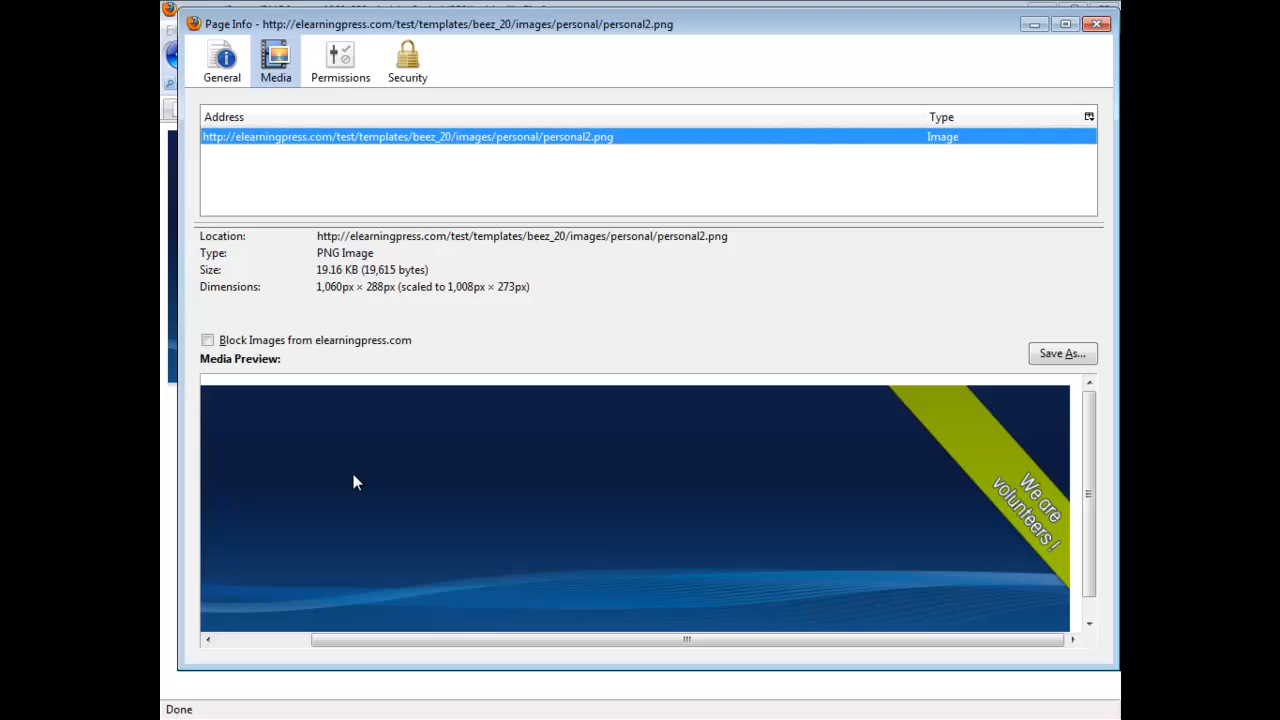 Page Info - http://elearningpress.com/test/templates/beez_20/images/personal/personal2.png
General Media Permissions Security
Address Type
http://elearningpress.com/test/templates/beez_20/images/personal/personal2.png Image
Location: http://elearningpress.com/test/templates/beez_20/images/personal/personal2.png
Type: PNG Image
Size: 19.16 KB (19,615 bytes)
Dimensions: 1,060px × 288px (scaled to 1,008px × 273px)
Block Images from elearningpress.com
Media Preview:
Save As...
We are
volunteers!
Done